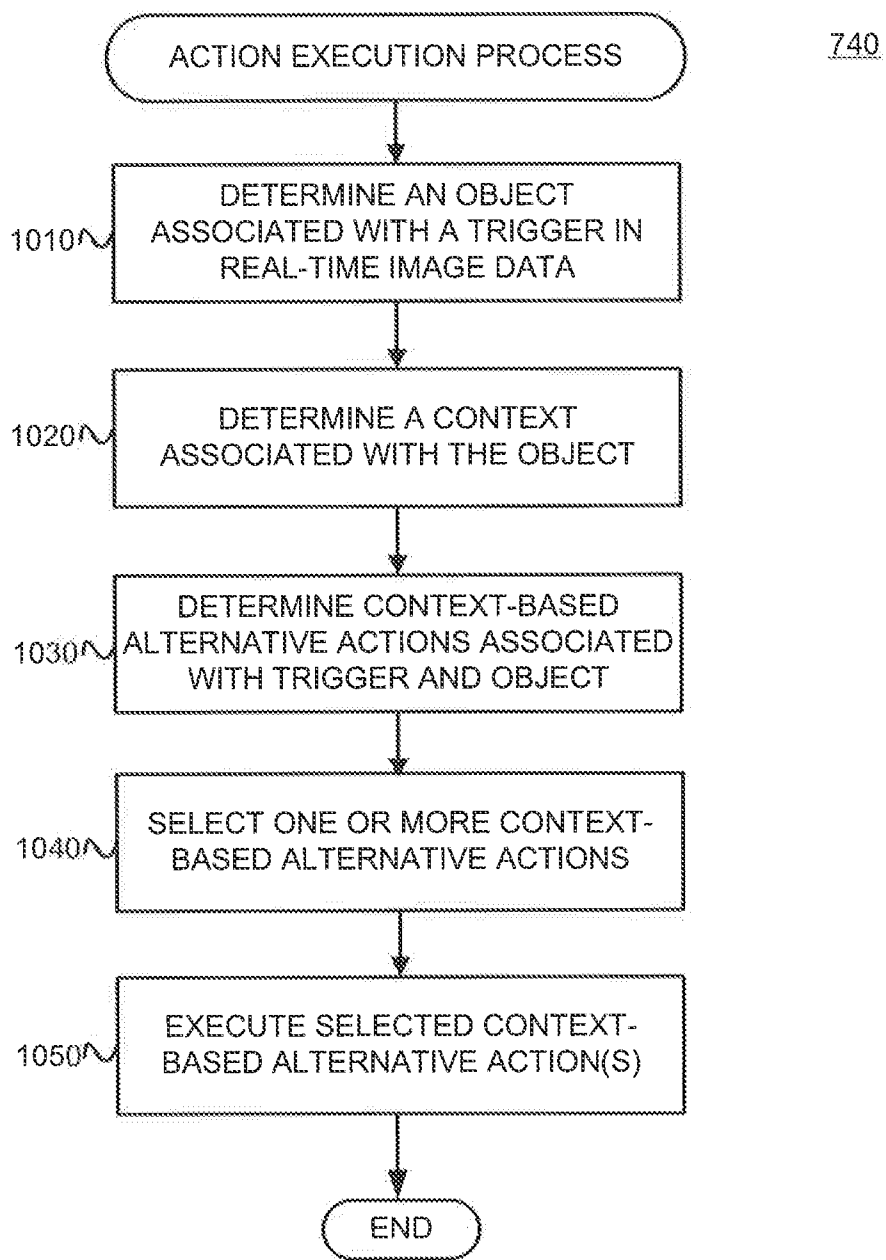 ACTION EXECUTION PROCESS
740
DETERMINE AN OBJECT
ASSOCIATED WITH A TRIGGER IN
REAL-TIME IMAGE DATA
1010
DETERMINE A CONTEXT
ASSOCIATED WITH THE OBJECT
1020
DETERMINE CONTEXT-BASED
ALTERNATIVE ACTIONS ASSOCIATED
WITH TRIGGER AND OBJECT
1030
SELECT ONE OR MORE CONTEXT-
BASED ALTERNATIVE ACTIONS
1040
EXECUTE SELECTED CONTEXT-
BASED ALTERNATIVE ACTION(S)
1050
END